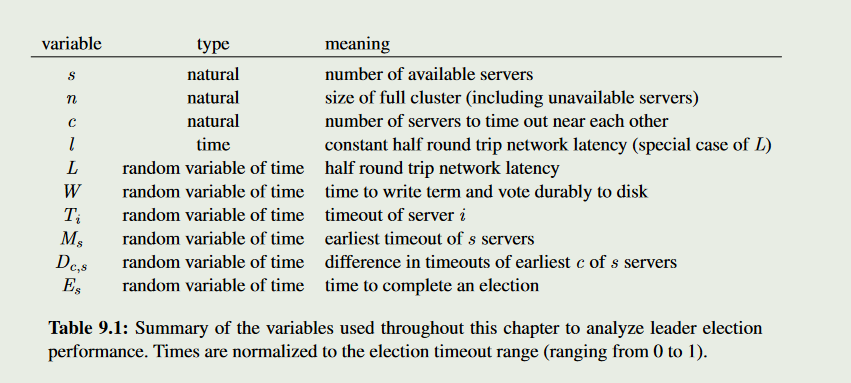 variable type meaning
s natural number of available servers
n natural size of full cluster (including unavailable servers)
c natural number of servers to time out near each other
l time constant half round trip network latency (special case of L)
L random variable of time half round trip network latency
W random variable of time time to write term and vote durably to disk
T_i random variable of time timeout of server i
M_s random variable of time earliest timeout of s servers
D_{c,s} random variable of time difference in timeouts of earliest c of s servers
E_s random variable of time time to complete an election
Table 9.1: Summary of the variables used throughout this chapter to analyze leader election
performance. Times are normalized to the election timeout range (ranging from 0 to 1).